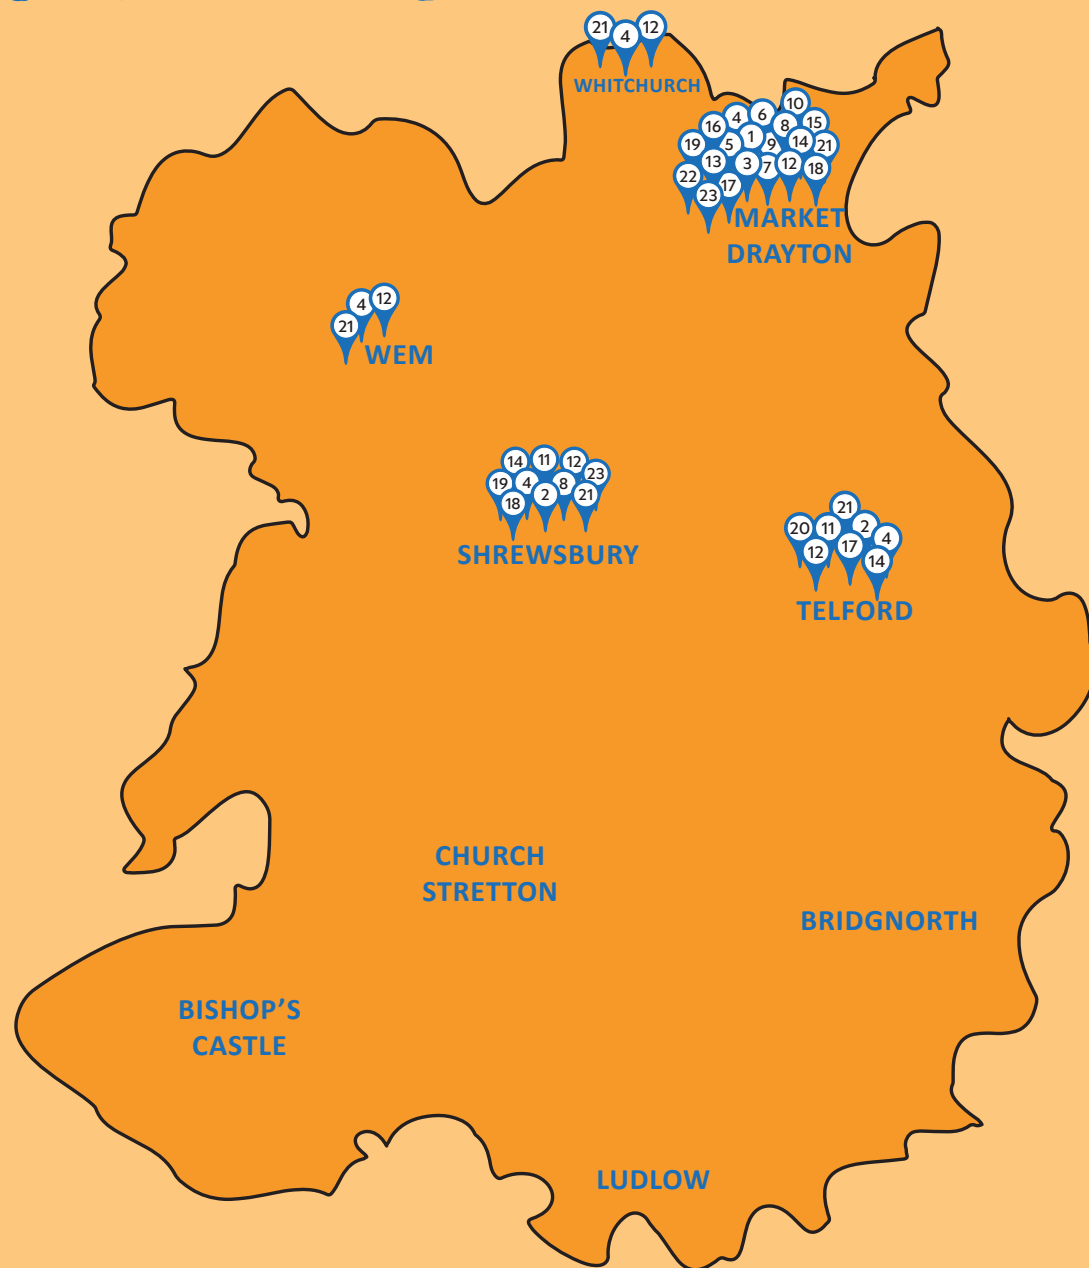 21 4 12
WHITCHURCH
10
4 6
16 8 15
1
19 5 9 14 21
13 3 7 12 18
22 17
23
MARKET
DRAYTON
4 12
21
WEM
14 11 12
23
19 4 8
18 2 21
SHREWSBURY
21
20 11 2
4
12 17
14
TELFORD
CHURCH
STRETTON
BRIDGNORTH
BISHOP'S
CASTLE
LUDLOW